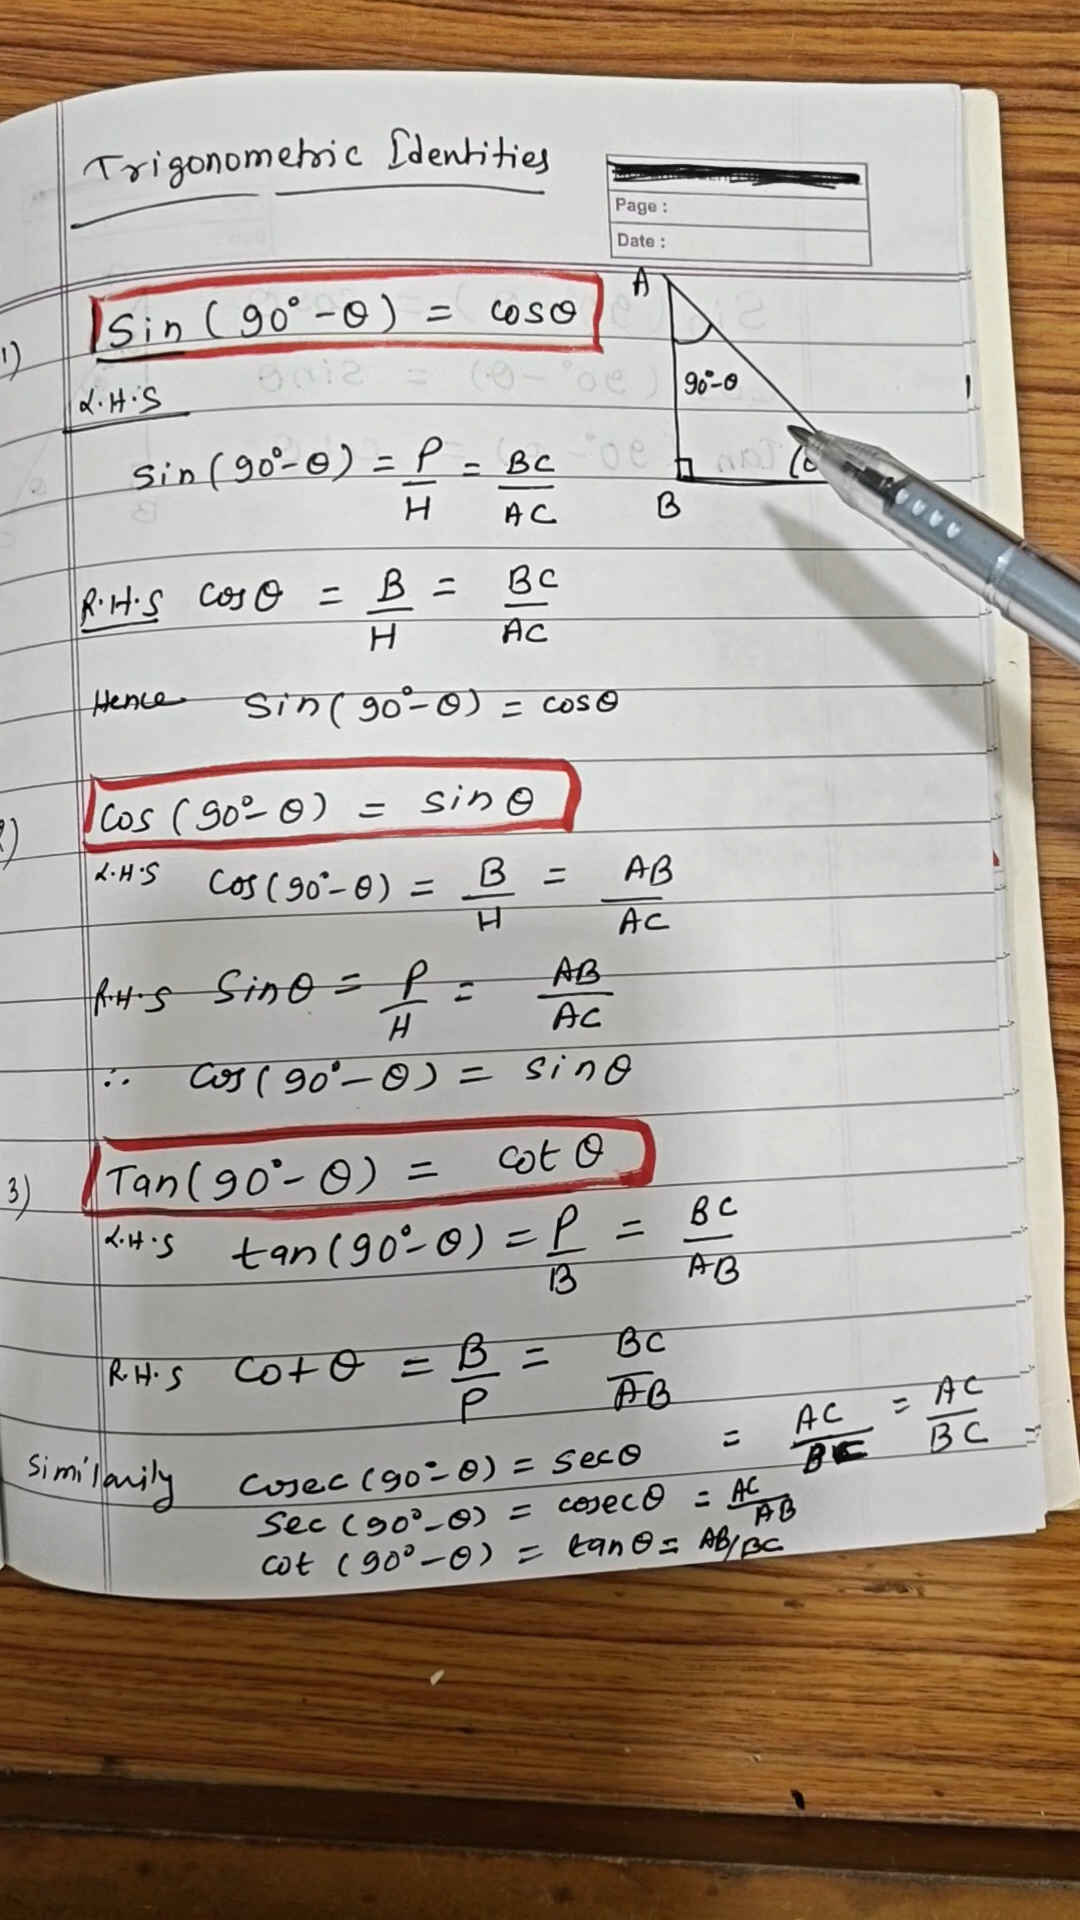 Trigonometric Identities
Page :
Date :
1) Sin (90° - θ) = cosθ
A
90°-θ
B
L.H.S
Sin (90° - θ) = P/H = BC/AC
R.H.S cosθ = B/H = BC/AC
Hence Sin (90° - θ) = cosθ
cos (90° - θ) = sinθ
L.H.S cos (90° - θ) = B/H = AB/AC
R.H.S Sinθ = P/H = AB/AC
∴ cos (90° - θ) = sinθ
3) Tan (90° - θ) = cot θ
L.H.S tan (90° - θ) = P/B = BC/AB
R.H.S cot θ = B/P = BC/AB
Similarily cosec (90° - θ) = secθ = AC/BC = AC/BC =
sec (90° - θ) = cosecθ = AC/AB
cot (90° - θ) = tanθ = AB/BC